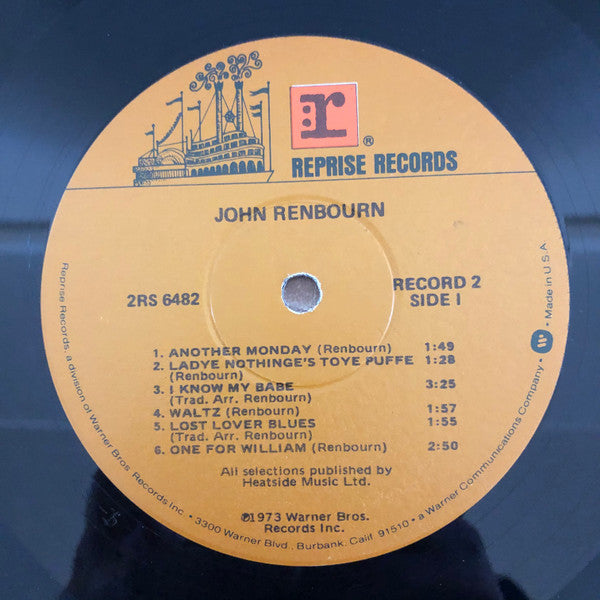 r
®
REPRISE RECORDS
JOHN RENBOURN
2RS 6482
RECORD 2
SIDE I
1. ANOTHER MONDAY (Renbourn) 1:49
2. LADYE NOTHINGE'S TOYE PUFFE 1:28
(Renbourn)
3. I KNOW MY BABE 3:25
(Trad. Arr. Renbourn)
4. WALTZ (Renbourn) 1:57
5. LOST LOVER BLUES 1:55
(Trad. Arr. Renbourn)
6. ONE FOR WILLIAM (Renbourn) 2:50
All selections published by
Heatside Music Ltd.
℗1973 Warner Bros.
Records Inc.
Reprise Records, a division of Warner Bros. Records Inc. • 3300 Warner Blvd., Burbank, Calif. 91510 • a Warner Communications Company • W • Made in U.S.A.